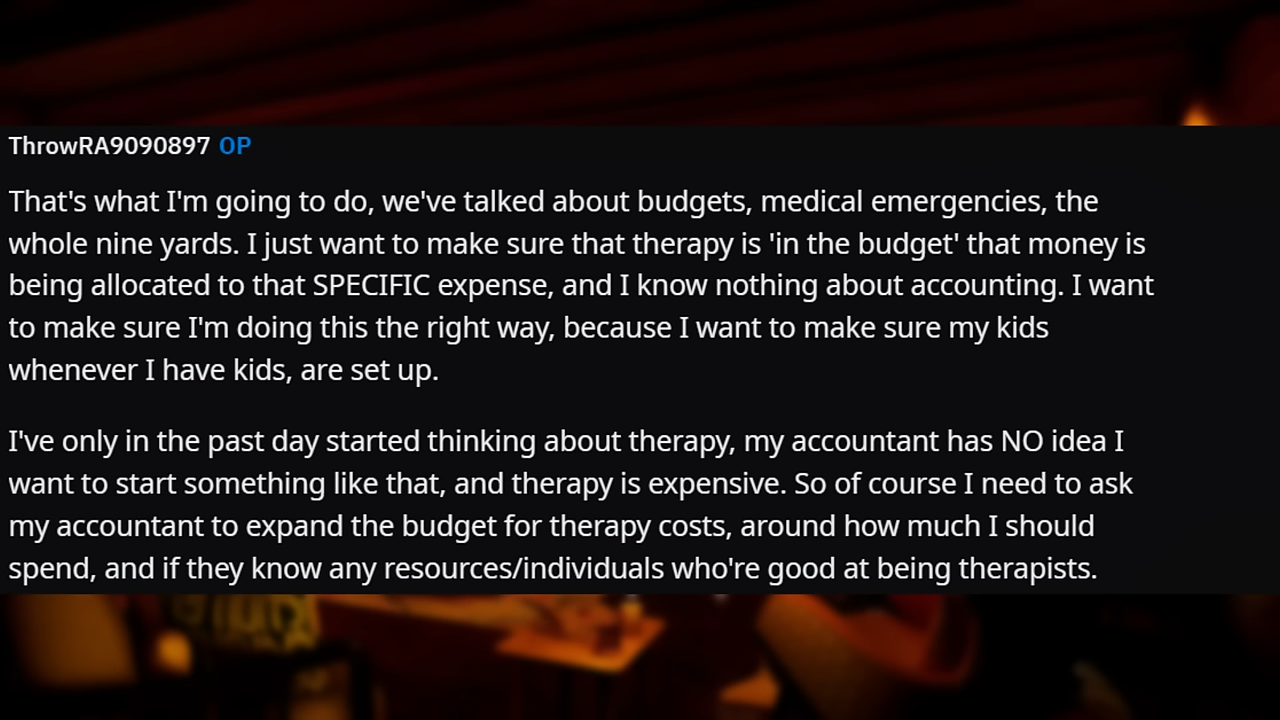 ThrowRA9090897 OP
That's what I'm going to do, we've talked about budgets, medical emergencies, the
whole nine yards. I just want to make sure that therapy is 'in the budget' that money is
being allocated to that SPECIFIC expense, and I know nothing about accounting. I want
to make sure I'm doing this the right way, because I want to make sure my kids
whenever I have kids, are set up.
I've only in the past day started thinking about therapy, my accountant has NO idea I
want to start something like that, and therapy is expensive. So of course I need to ask
my accountant to expand the budget for therapy costs, around how much I should
spend, and if they know any resources/individuals who're good at being therapists.